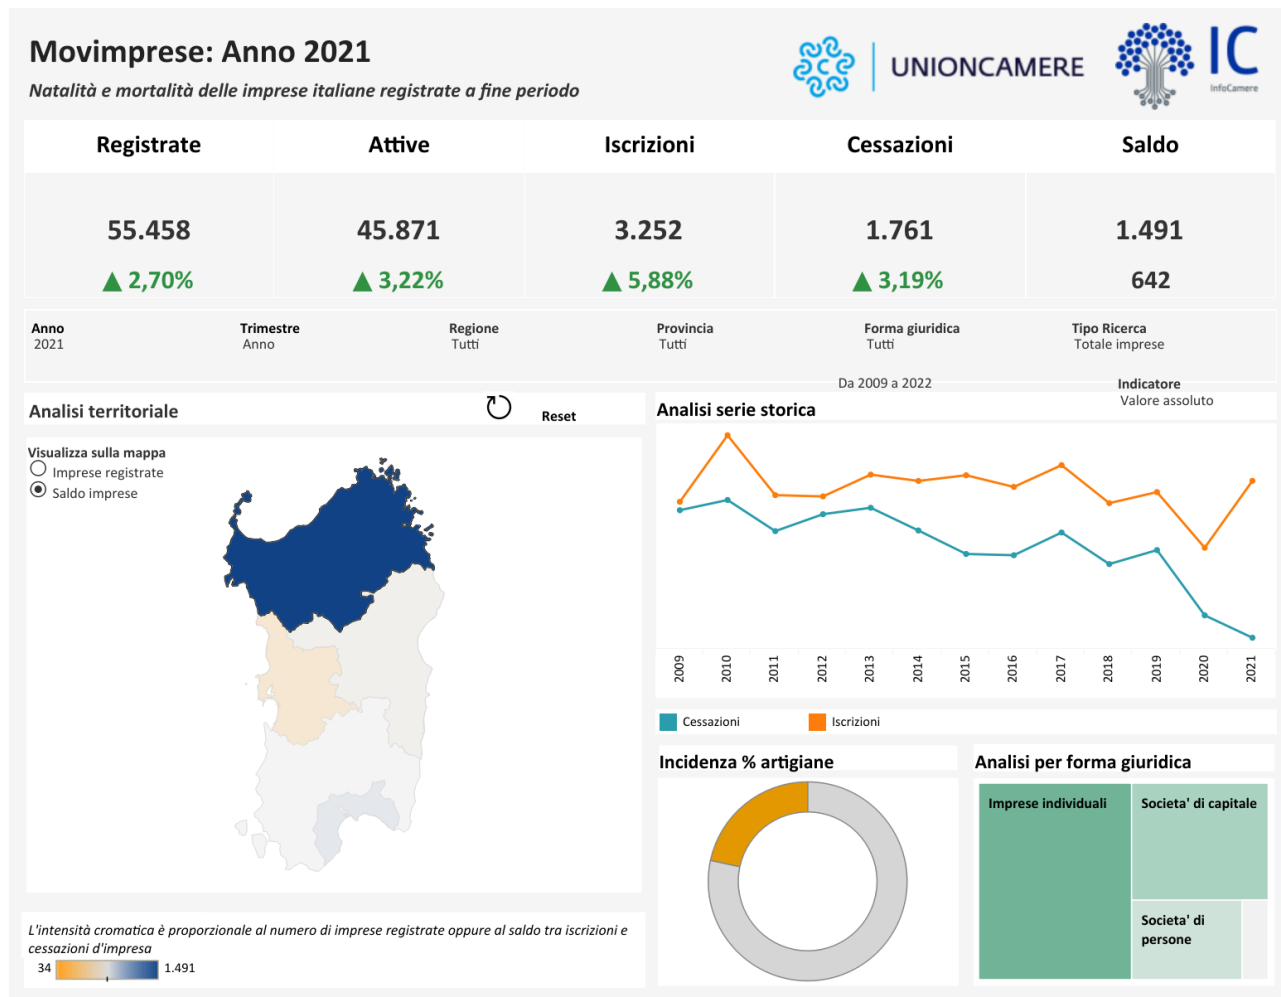 Movimprese: Anno 2021
Natalità e mortalità delle imprese italiane registrate a fine periodo
UNIONCAMERE
IC
InfoCamere
Registrate Attive Iscrizioni Cessazioni Saldo
55.458 45.871 3.252 1.761 1.491
▲ 2,70% ▲ 3,22% ▲ 5,88% ▲ 3,19% 642
Anno Trimestre Regione Provincia Forma giuridica Tipo Ricerca
2021 Anno Tutti Tutti Tutti Totale imprese
Da 2009 a 2022 Indicatore
Valore assoluto
Analisi territoriale Reset
Analisi serie storica
Visualizza sulla mappa
Imprese registrate
Saldo imprese
2009 2010 2011 2012 2013 2014 2015 2016 2017 2018 2019 2020 2021
Cessazioni Iscrizioni
Incidenza % artigiane
Analisi per forma giuridica
Imprese individuali
Societa' di capitale
Societa' di
persone
L'intensità cromatica è proporzionale al numero di imprese registrate oppure al saldo tra iscrizioni e
cessazioni d'impresa
34 1.491